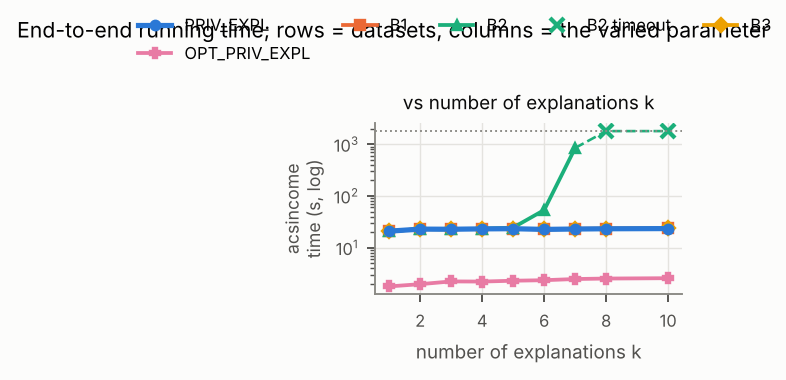 End-to-end running time; rows = datasets, columns = the varied parameter
PRIV_EXPL B1 B2 B2 timeout B3
OPT_PRIV_EXPL
vs number of explanations k
acsincome
time (s, log)
10³
10²
10¹
2 4 6 8 10
number of explanations k